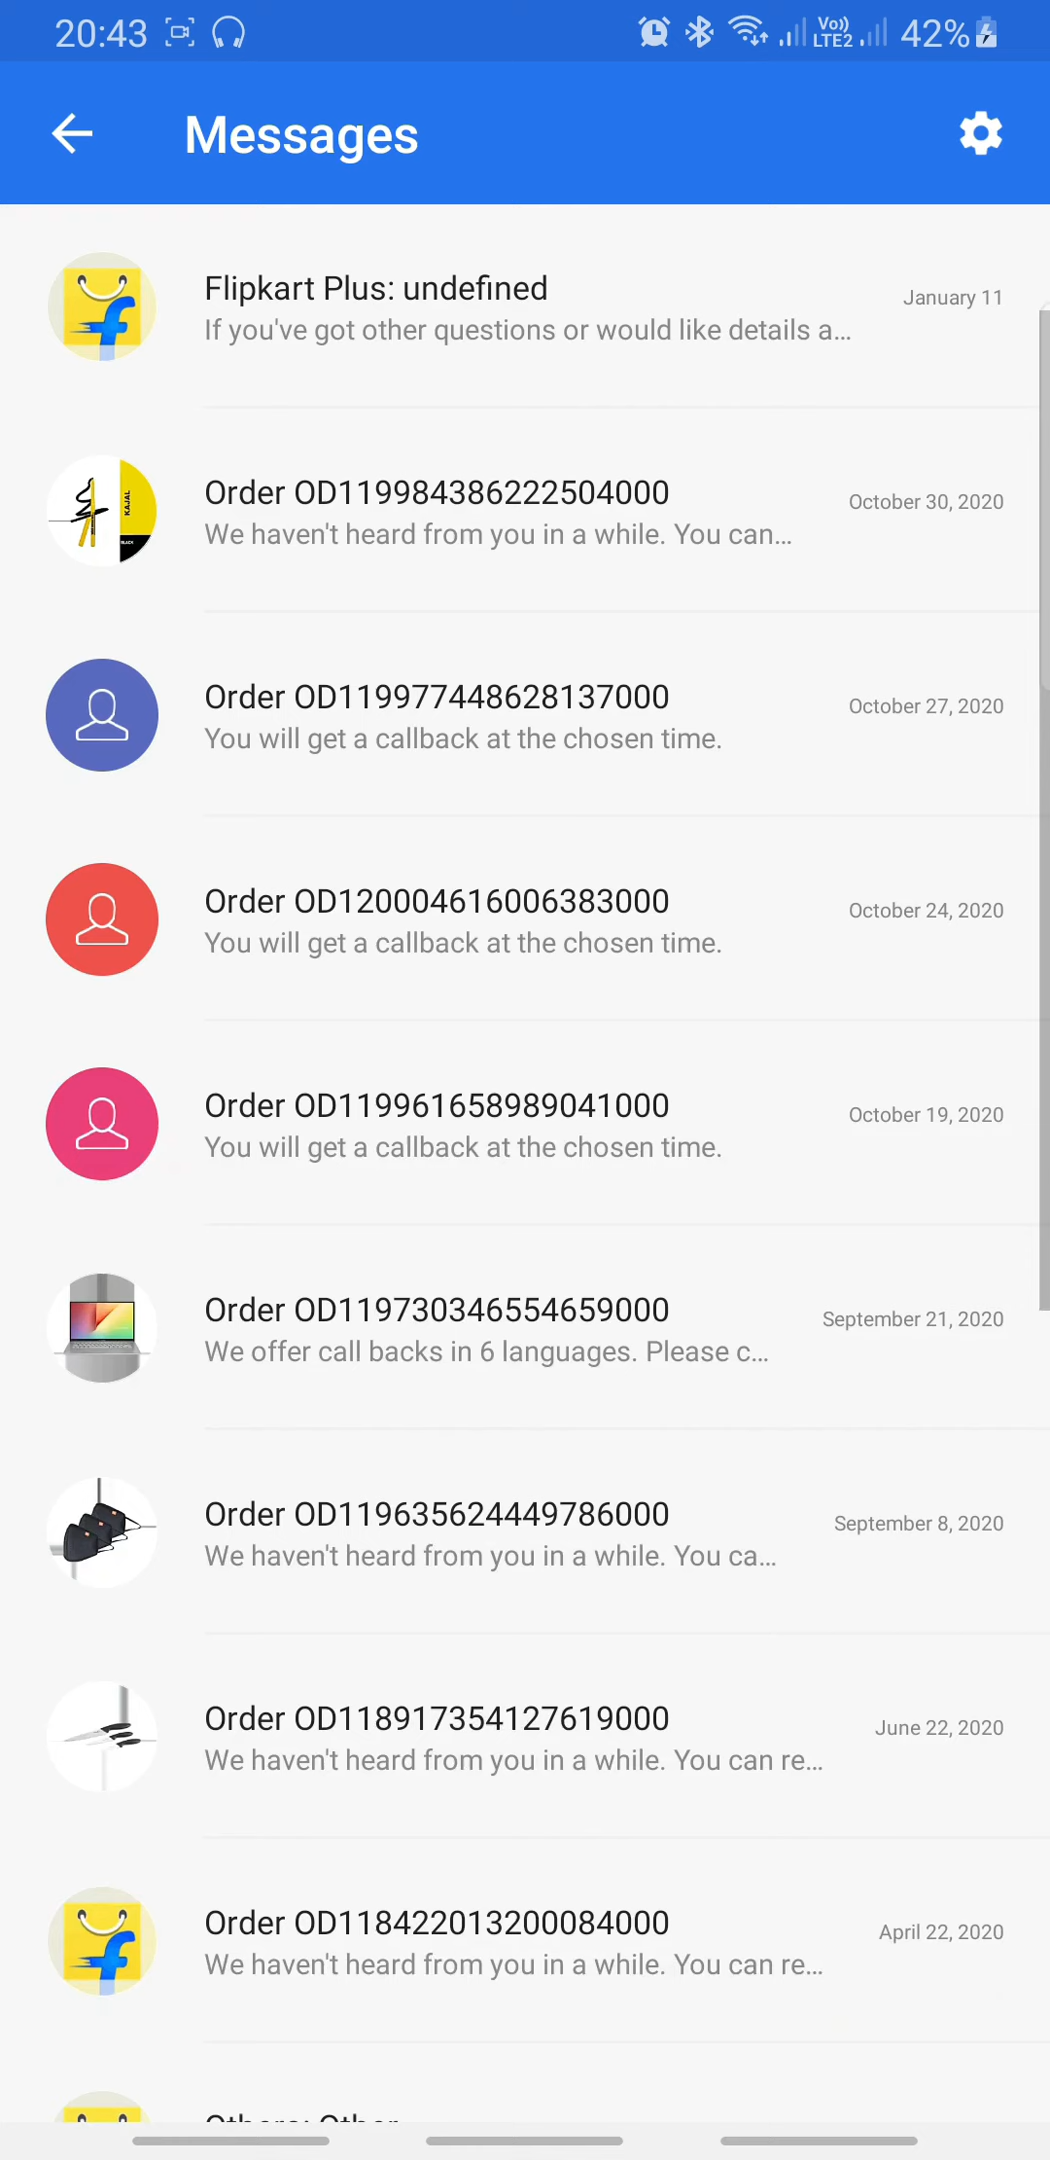 20:43 Vo)) LTE2 42%
Messages
Flipkart Plus: undefined
January 11
If you've got other questions or would like details a...
KAJAL
BLACK
Order OD119984386222504000
October 30, 2020
We haven't heard from you in a while. You can...
Order OD119977448628137000
October 27, 2020
You will get a callback at the chosen time.
Order OD120004616006383000
October 24, 2020
You will get a callback at the chosen time.
Order OD119961658989041000
October 19, 2020
You will get a callback at the chosen time.
Order OD119730346554659000
September 21, 2020
We offer call backs in 6 languages. Please c...
Order OD119635624449786000
September 8, 2020
We haven't heard from you in a while. You ca...
Order OD118917354127619000
June 22, 2020
We haven't heard from you in a while. You can re...
Order OD118422013200084000
April 22, 2020
We haven't heard from you in a while. You can re...
Others: Other